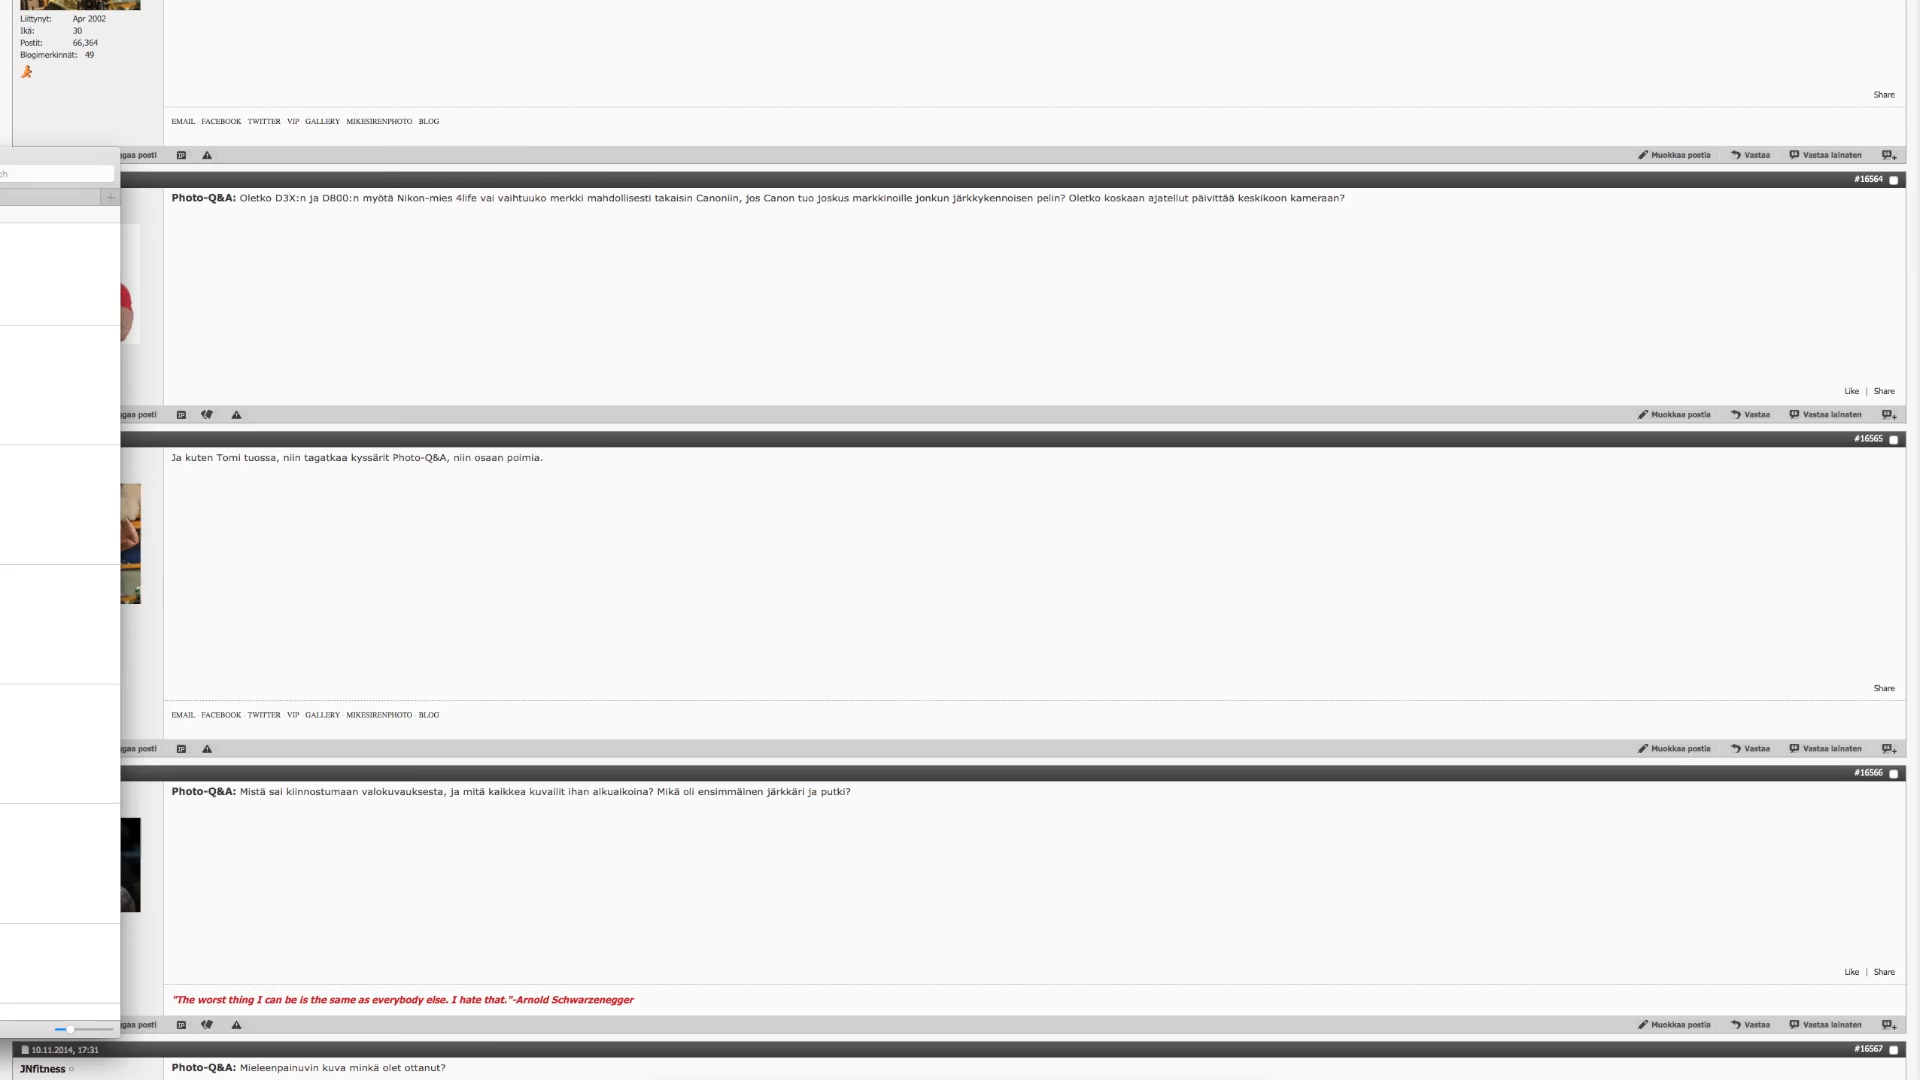 Liittynyt: Apr 2002
Ikä: 30
Postit: 66,364
Blogimerkinnät: 49
Share
EMAIL FACEBOOK TWITTER VIP GALLERY MIKESIRENPHOTO BLOG
posti
Muokkaa postia Vastaa Vastaa lainaten
#16564
Photo-Q&A: Oletko D3X:n ja D800:n myötä Nikon-mies 4life vai vaihtuuko merkki mahdollisesti takaisin Canoniin, jos Canon tuo joskus markkinoille jonkun järkkykennoisen pelin? Oletko koskaan ajatellut päivittää keskikoon kameraan?
Like | Share
posti
Muokkaa postia Vastaa Vastaa lainaten
#16565
Ja kuten Tomi tuossa, niin tagatkaa kyssärit Photo-Q&A, niin osaan poimia.
Share
EMAIL FACEBOOK TWITTER VIP GALLERY MIKESIRENPHOTO BLOG
posti
Muokkaa postia Vastaa Vastaa lainaten
#16566
Photo-Q&A: Mistä sai kiinnostumaan valokuvauksesta, ja mitä kaikkea kuvailit ihan alkuaikoina? Mikä oli ensimmäinen järkkäri ja putki?
Like | Share
"The worst thing I can be is the same as everybody else. I hate that."-Arnold Schwarzenegger
posti
Muokkaa postia Vastaa Vastaa lainaten
10.11.2014, 17:31 #16567
JNfitness
Photo-Q&A: Mieleenpainuvin kuva minkä olet ottanut?